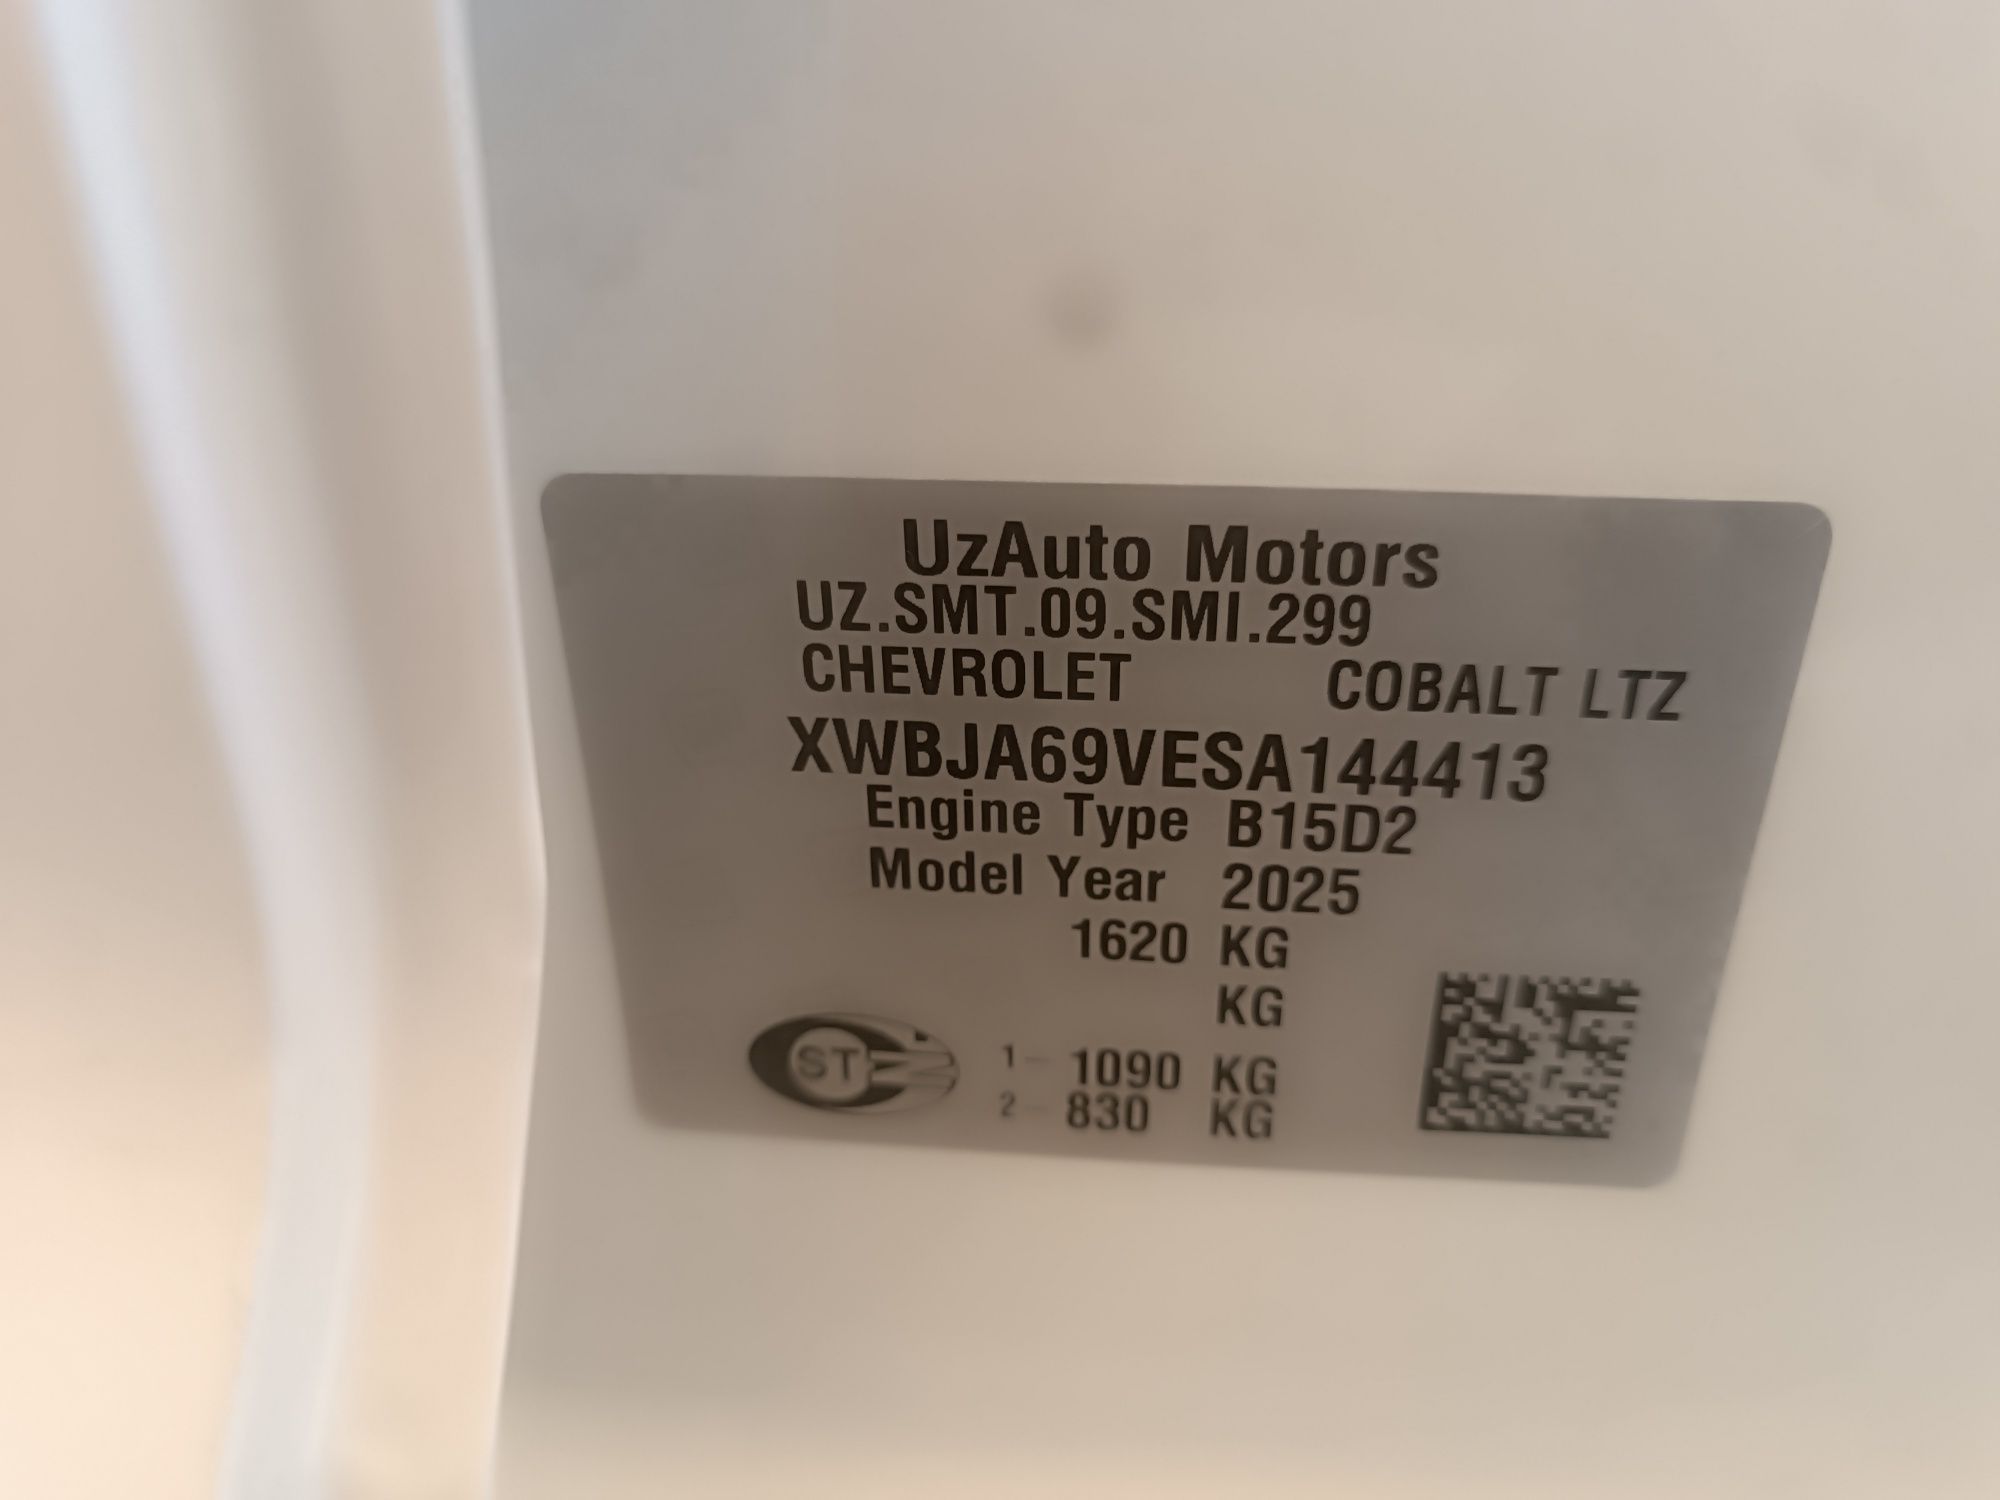 UzAuto Motors
UZ.SMT.09.SMI.299
CHEVROLET COBALT LTZ
XWBJA69VESA144413
Engine Type B15D2
Model Year 2025
1620 KG
KG
1 - 1090 KG
2 - 830 KG
ST